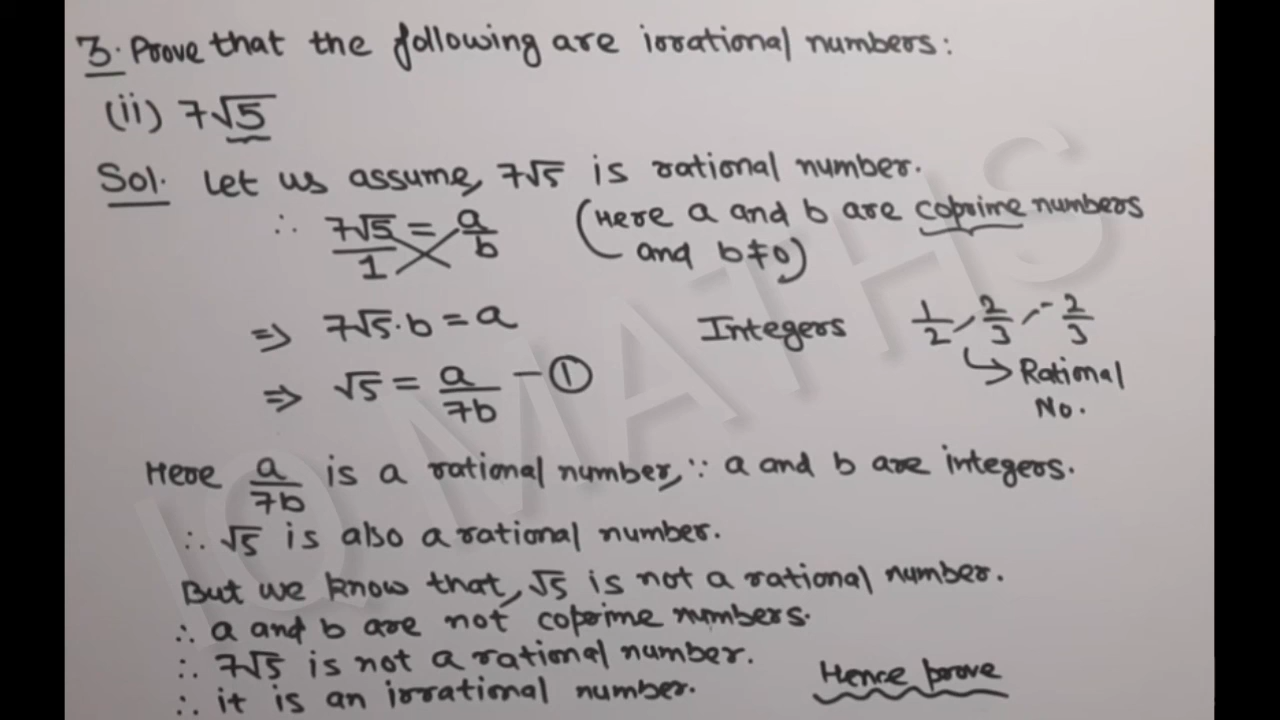 3. Prove that the following are irrational numbers:
(ii) 7√5
Sol. Let us assume, 7√5 is rational number.
∴ 7√5/1 = a/b (Here a and b are coprime numbers
and b≠0)
⇒ 7√5·b = a Integers 1/2, 2/3, -2/3
⇒ √5 = a/7b — ① → Rational
No.
Here a/7b is a rational number, ∵ a and b are integers.
∴ √5 is also a rational number.
But we know that, √5 is not a rational number.
∴ a and b are not coprime numbers.
∴ 7√5 is not a rational number.
∴ it is an irrational number. Hence prove
IQ MATHS